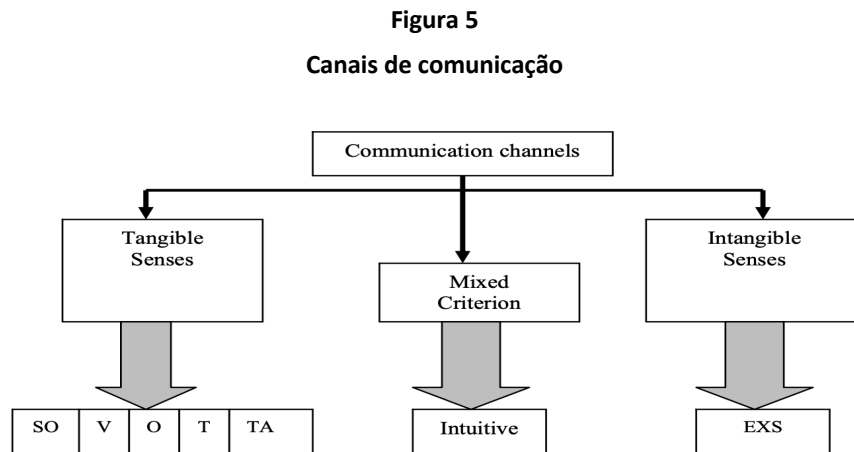 Figura 5
Canais de comunicação
Communication channels
Tangible
Senses
Mixed
Criterion
Intangible
Senses
SO V O T TA
Intuitive
EXS